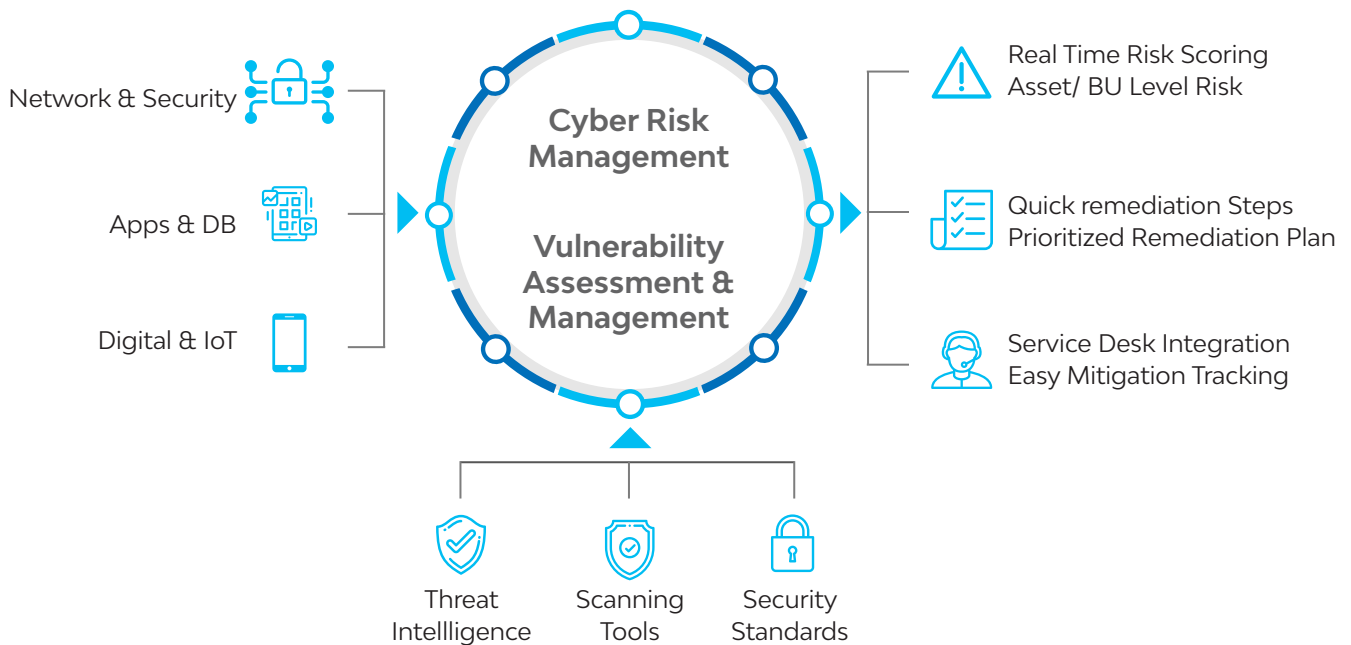 Network & Security
Apps & DB
Digital & IoT
Cyber Risk
Management
Vulnerability
Assessment &
Management
Real Time Risk Scoring
Asset/ BU Level Risk
Quick remediation Steps
Prioritized Remediation Plan
Service Desk Integration
Easy Mitigation Tracking
Threat
Intellligence
Scanning
Tools
Security
Standards